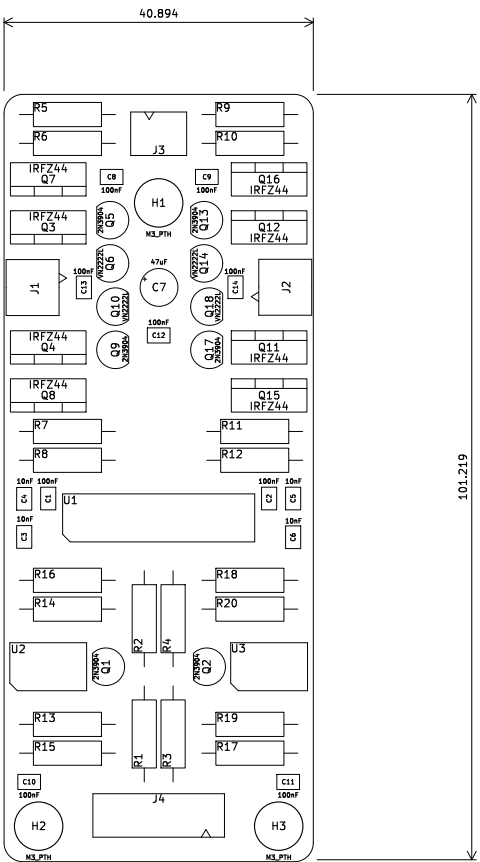 40.894
R5
R9
R6
R10
J3
IRFZ44
Q7
C8
100nF
C9
100nF
Q16
IRFZ44
H1
M3_PTH
IRFZ44
Q3
2N3904
Q5
2N3904
Q13
Q12
IRFZ44
VN2222L
Q6
47uF
C7
+
VN2222L
Q14
J1
100nF
C13
100nF
C14
J2
Q10
VN2222L
Q18
VN2222L
100nF
C12
IRFZ44
Q4
Q9
2N3904
Q17
2N3904
Q11
IRFZ44
IRFZ44
Q8
Q15
IRFZ44
R7
R11
R8
R12
101.219
10nF
C4
100nF
C1
U1
100nF
C2
10nF
C5
10nF
C3
10nF
C6
R16
R18
R14
R20
R2
R4
U2
2N3904
Q1
2N3904
Q2
U3
R13
R19
R15
R17
R1
R3
C10
100nF
C11
100nF
J4
H2
M3_PTH
H3
M3_PTH